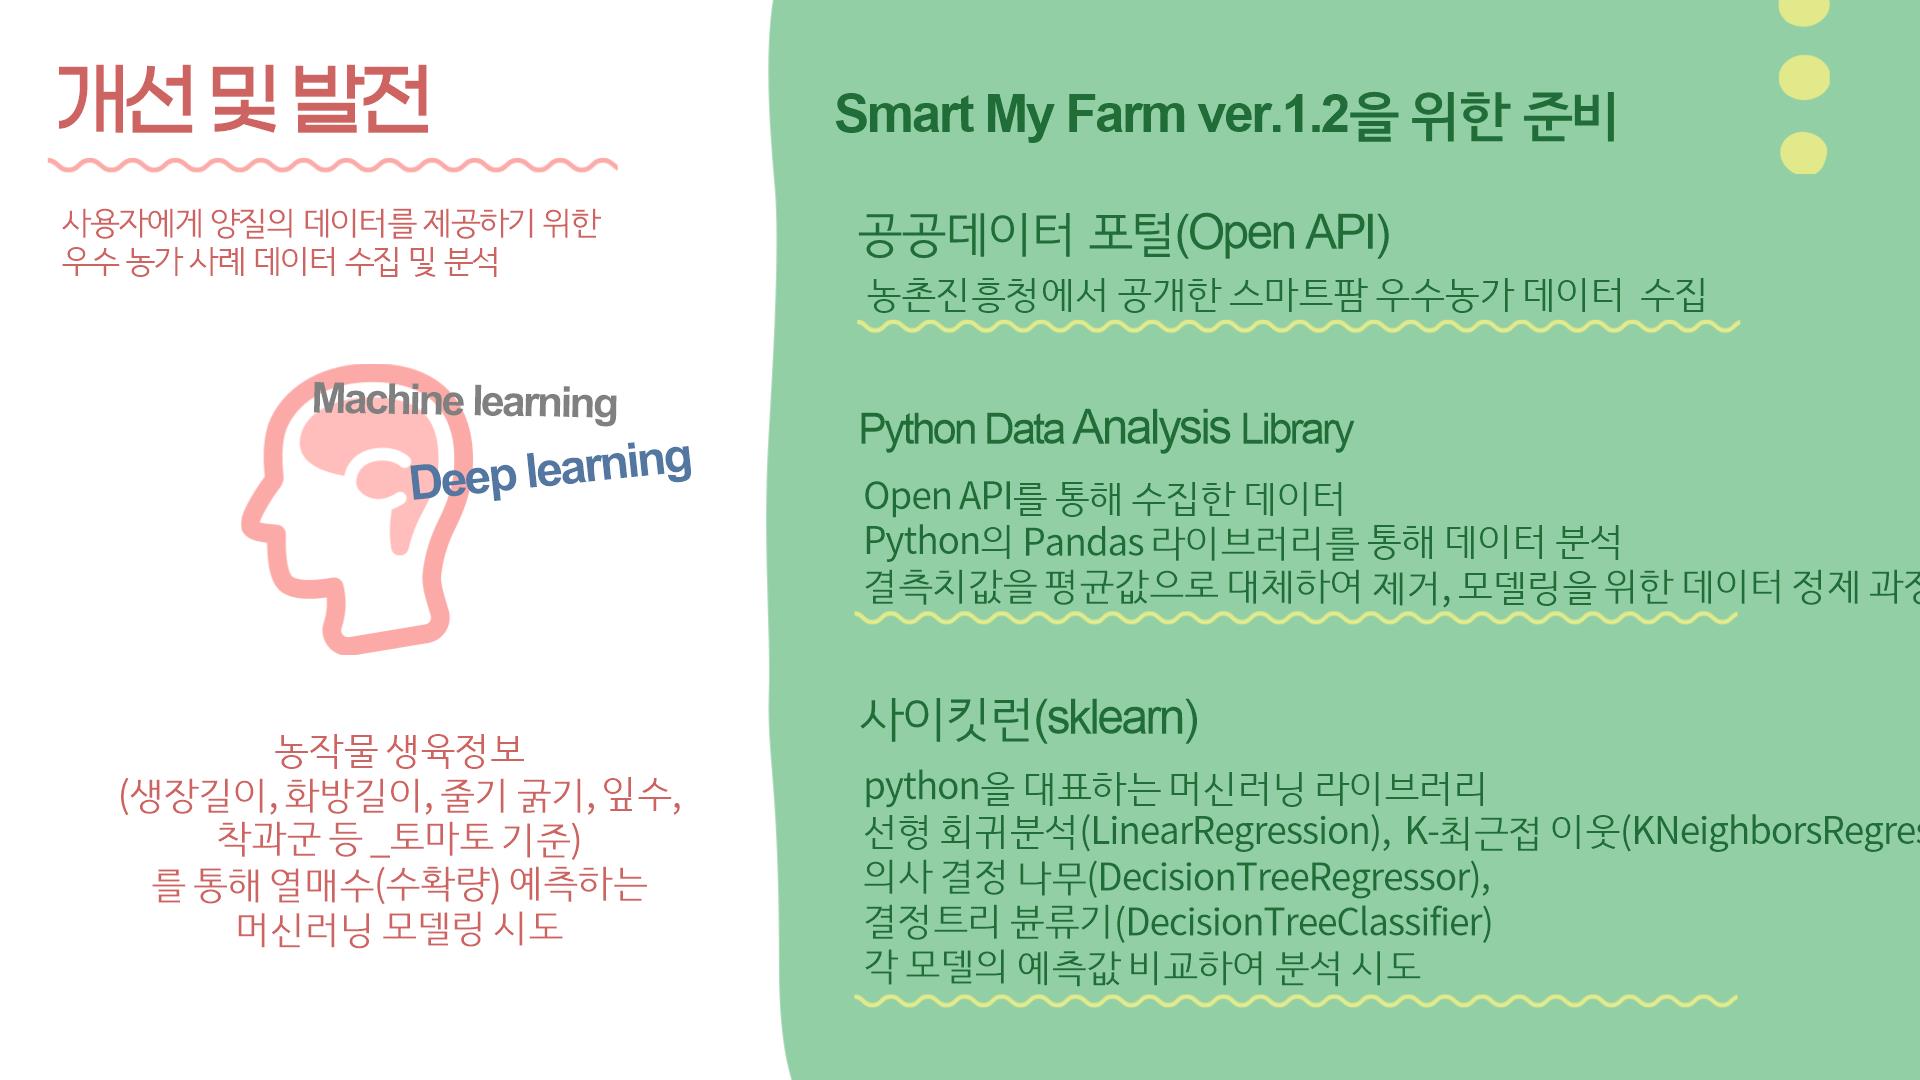 개선 및 발전
사용자에게 양질의 데이터를 제공하기 위한
우수 농가 사례 데이터 수집 및 분석
Machine learning
Deep learning
농작물 생육정보
(생장길이, 화방길이, 줄기 굵기, 잎수,
착과군 등 _토마토 기준)
를 통해 열매수(수확량) 예측하는
머신러닝 모델링 시도
Smart My Farm ver.1.2을 위한 준비
공공데이터 포털(Open API)
농촌진흥청에서 공개한 스마트팜 우수농가 데이터 수집
Python Data Analysis Library
Open API를 통해 수집한 데이터
Python의 Pandas 라이브러리를 통해 데이터 분석
결측치값을 평균값으로 대체하여 제거, 모델링을 위한 데이터 정제
사이킷런(sklearn)
python을 대표하는 머신러닝 라이브러리
선형 회귀분석(LinearRegression), K-최근접 이웃(KNeighborsRegres
의사 결정 나무(DecisionTreeRegressor),
결정트리 뷴류기(DecisionTreeClassifier)
각 모델의 예측값 비교하여 분석 시도